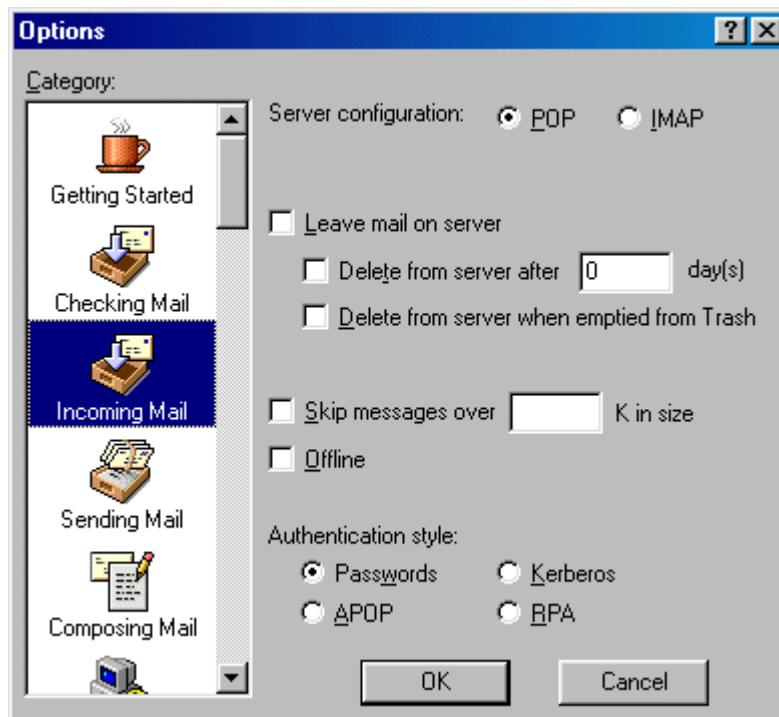 Options
Category:
Getting Started
Checking Mail
Incoming Mail
Sending Mail
Composing Mail
Server configuration: POP IMAP
Leave mail on server
Delete from server after 0 day(s)
Delete from server when emptied from Trash
Skip messages over K in size
Offline
Authentication style:
Passwords Kerberos
APOP RPA
OK Cancel